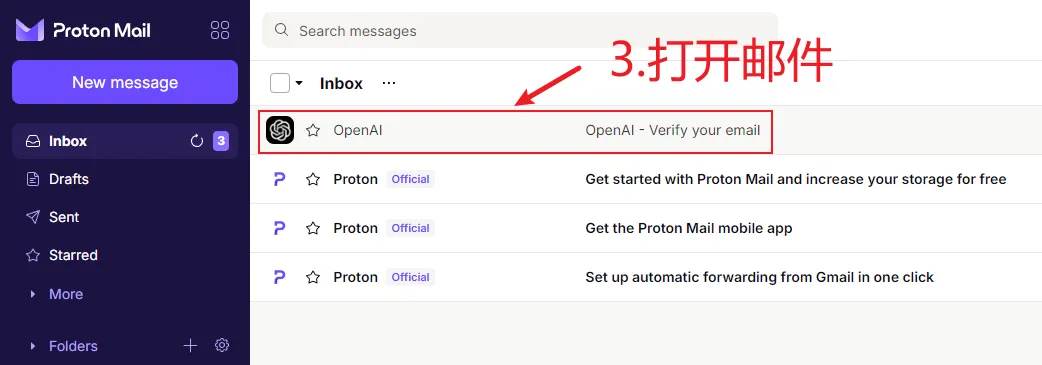 Proton Mail
New message
Inbox 3
Drafts
Sent
Starred
More
Folders
Search messages
3.打开邮件
Inbox
OpenAI OpenAI - Verify your email
Proton Official Get started with Proton Mail and increase your storage for free
Proton Official Get the Proton Mail mobile app
Proton Official Set up automatic forwarding from Gmail in one click